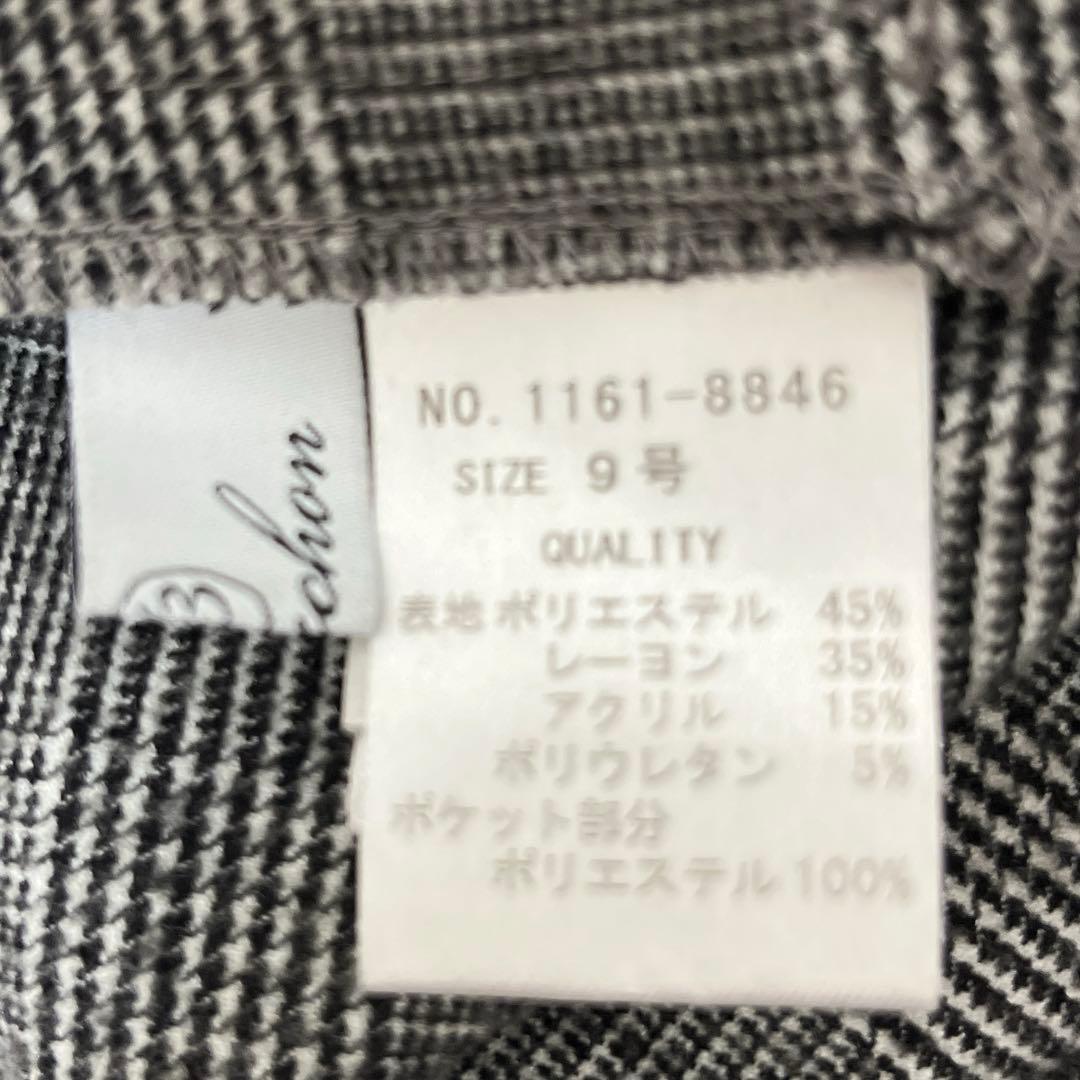 NO. 1161-8846
SIZE 9号
QUALITY
表地 ポリエステル 45%
レーヨン 35%
アクリル 15%
ポリウレタン 5%
ポケット部分
ポリエステル 100%